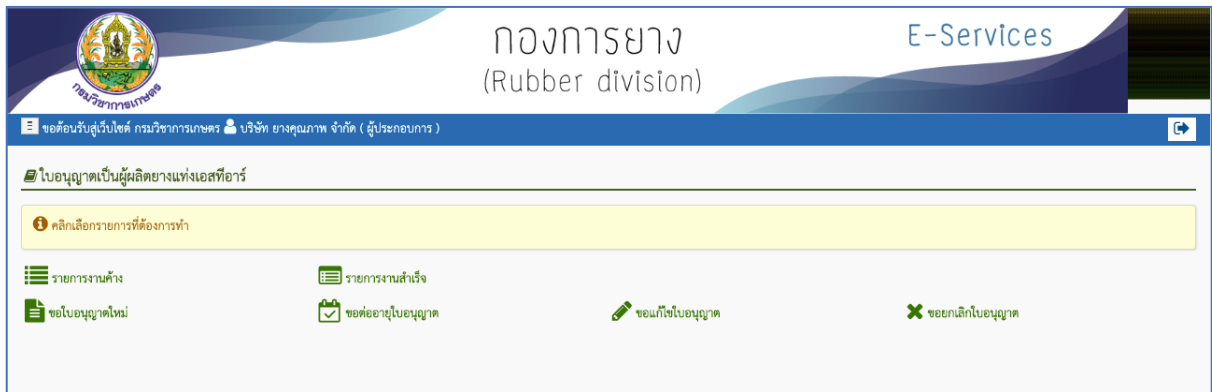 กองการยาง
E-Services
(Rubber division)
กรมวิชาการเกษตร
ขอต้อนรับสู่เว็บไซต์ กรมวิชาการเกษตร บริษัท ยางคุณภาพ จำกัด ( ผู้ประกอบการ )
ใบอนุญาตเป็นผู้ผลิตยางแท่งเอสทีอาร์
คลิกเลือกรายการที่ต้องการทำ
รายการงานค้าง รายการงานสำเร็จ
ขอใบอนุญาตใหม่ ขอต่ออายุใบอนุญาต ขอแก้ไขใบอนุญาต ขอยกเลิกใบอนุญาต